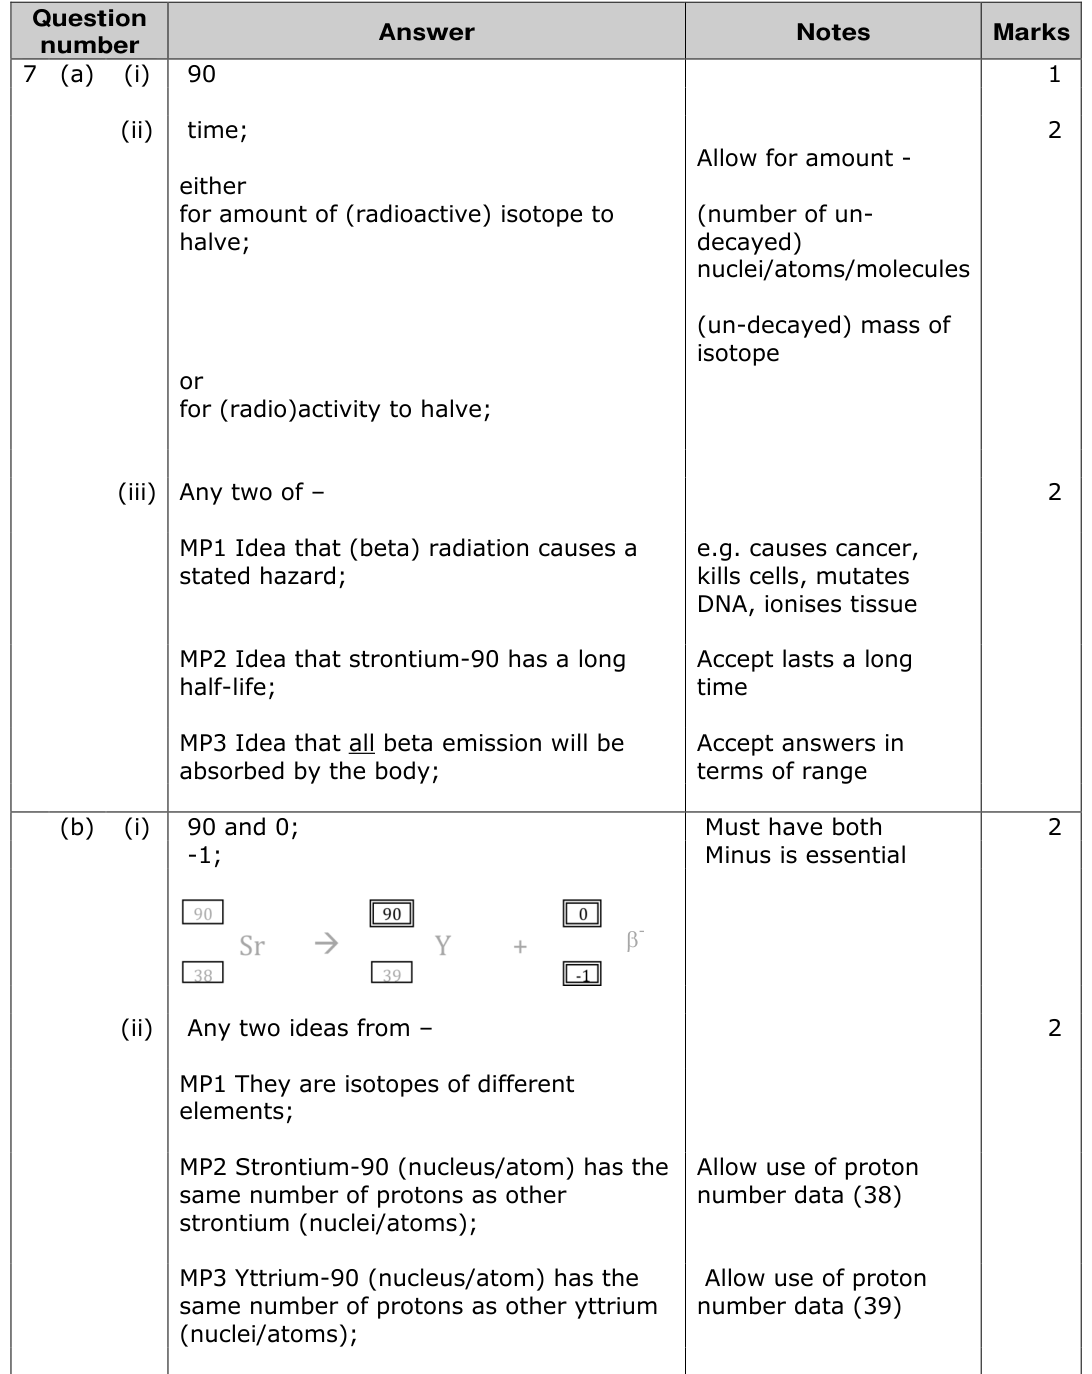 Question number Answer Notes Marks
7 (a) (i) 90 1
(ii) time; 2
Allow for amount -
either
for amount of (radioactive) isotope to (number of un-
halve; decayed)
nuclei/atoms/molecules
(un-decayed) mass of
isotope
or
for (radio)activity to halve;
(iii) Any two of – 2
MP1 Idea that (beta) radiation causes a e.g. causes cancer,
stated hazard; kills cells, mutates
DNA, ionises tissue
MP2 Idea that strontium-90 has a long Accept lasts a long
half-life; time
MP3 Idea that all beta emission will be Accept answers in
absorbed by the body; terms of range
(b) (i) 90 and 0; Must have both 2
-1; Minus is essential
90 90 0
Sr → Y + β⁻
38 39 -1
(ii) Any two ideas from – 2
MP1 They are isotopes of different
elements;
MP2 Strontium-90 (nucleus/atom) has the Allow use of proton
same number of protons as other number data (38)
strontium (nuclei/atoms);
MP3 Yttrium-90 (nucleus/atom) has the Allow use of proton
same number of protons as other yttrium number data (39)
(nuclei/atoms);